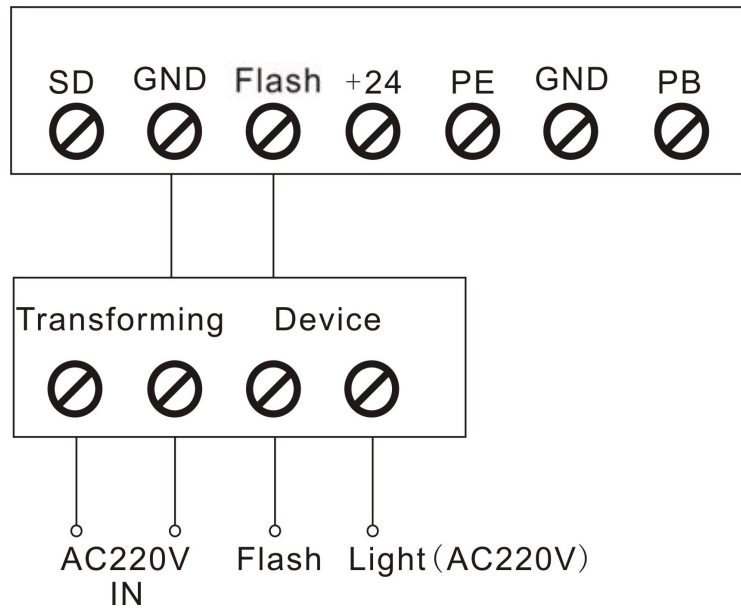 SD GND Flash +24 PE GND PB
Transforming Device
AC220V Flash Light(AC220V)
IN